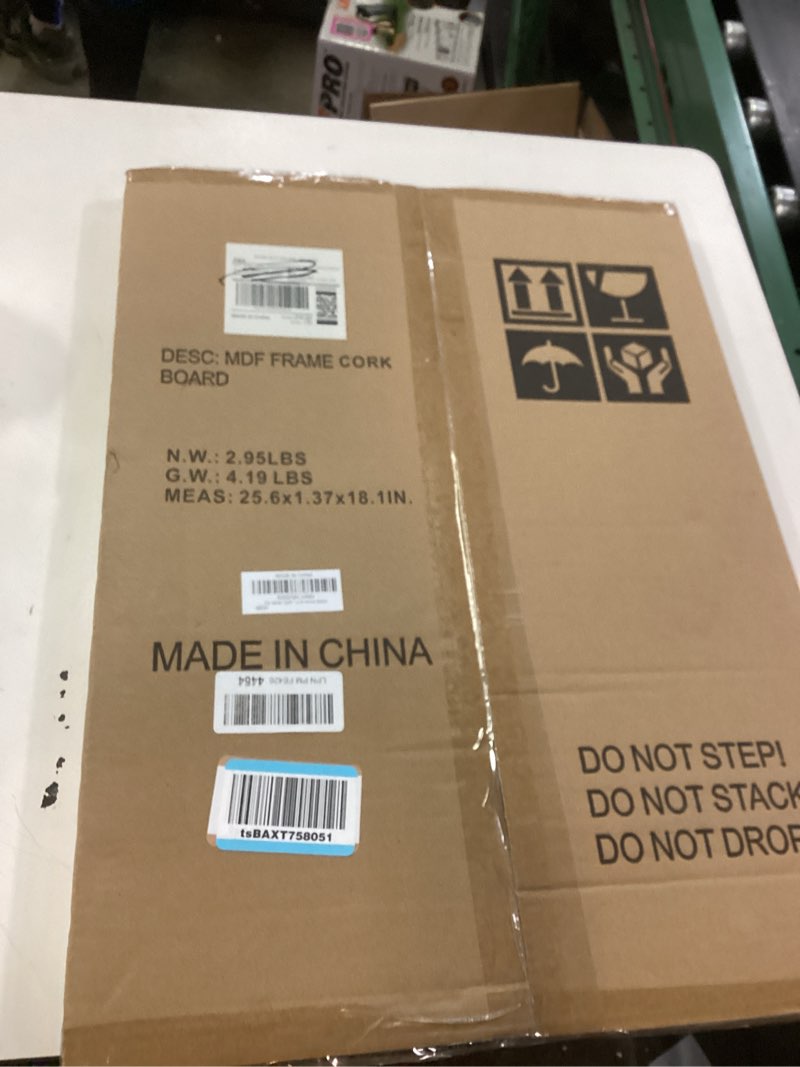 PRO
DESC: MDF FRAME CORK
BOARD
N.W.: 2.95LBS
G.W.: 4.19 LBS
MEAS: 25.6x1.37x18.1IN.
MADE IN CHINA
4464
tsBAXT758051
DO NOT STEP!
DO NOT STACK
DO NOT DROP